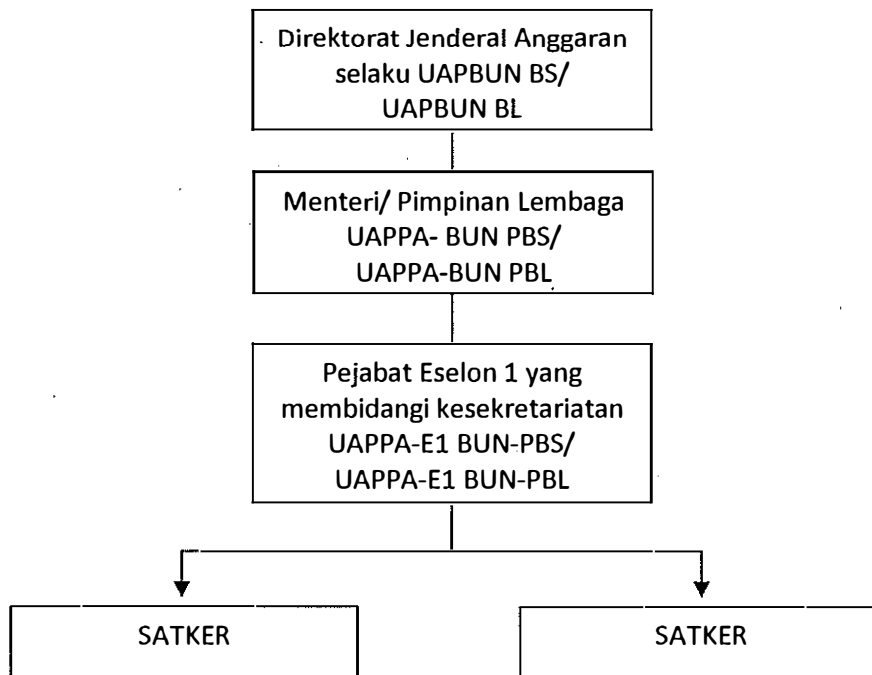 Direktorat Jenderal Anggaran
selaku UAPBUN BS/
UAPBUN BL
Menteri/ Pimpinan Lembaga
UAPPA- BUN PBS/
UAPPA-BUN PBL
Pejabat Eselon 1 yang
membidangi kesekretariatan
UAPPA-E1 BUN-PBS/
UAPPA-E1 BUN-PBL
SATKER
SATKER